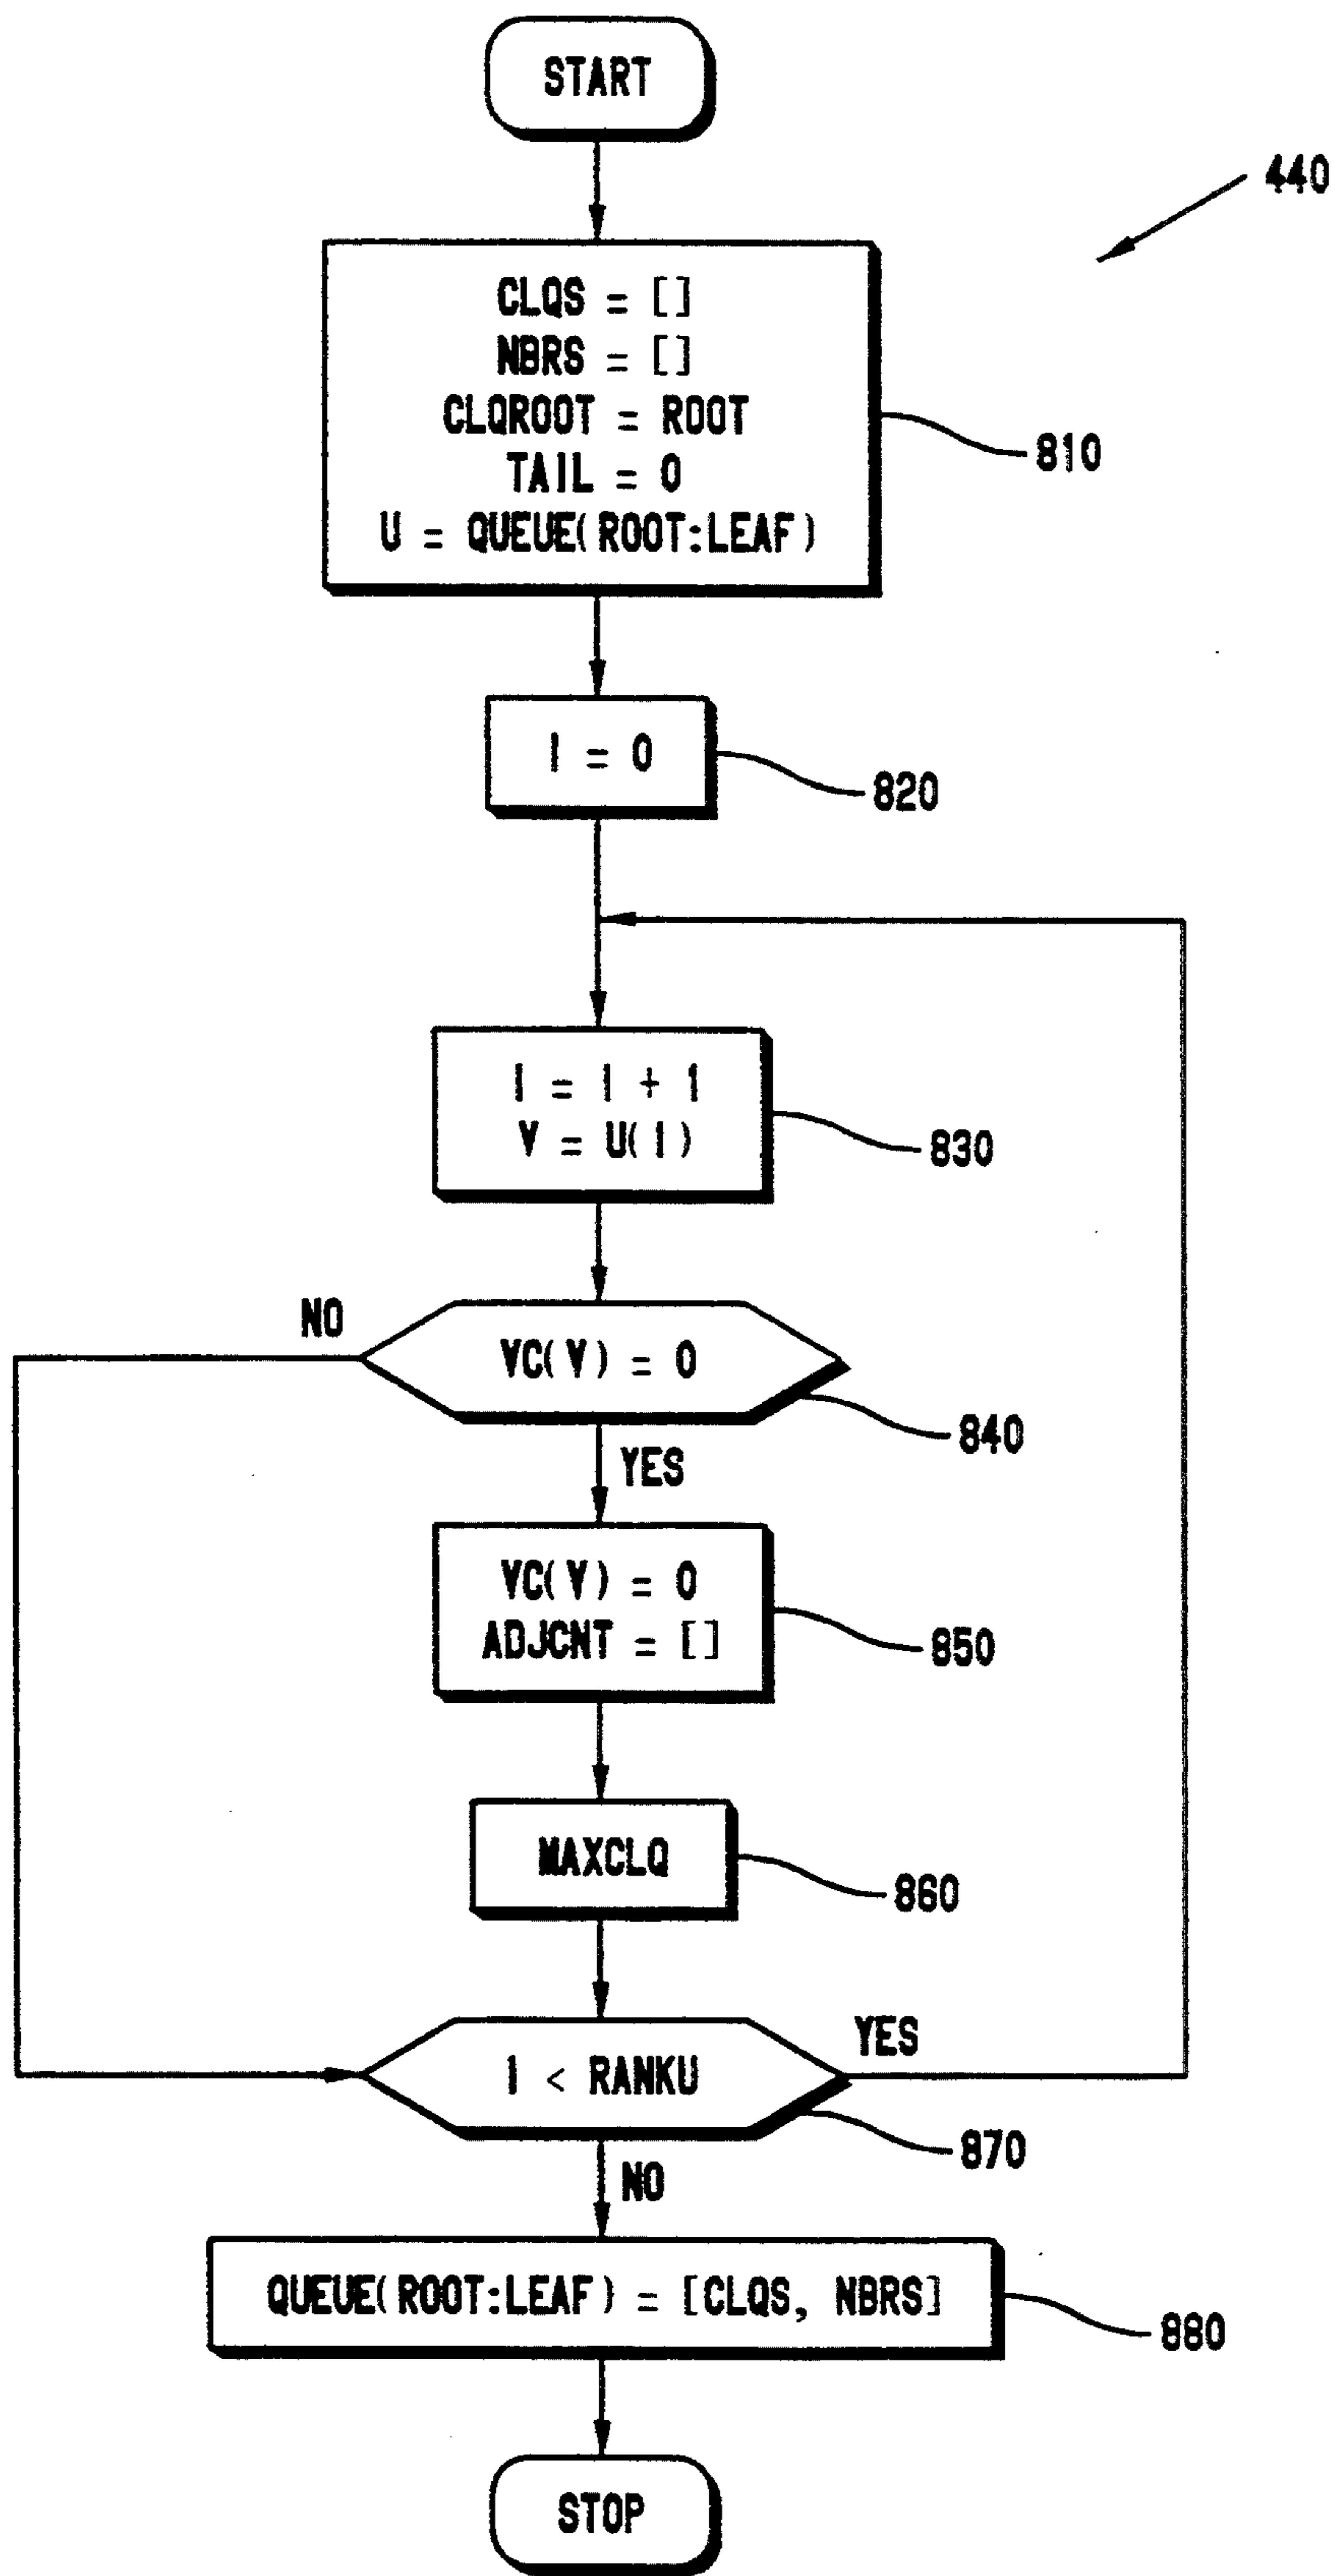 START
440
CLQS = []
NBRS = []
CLQROOT = ROOT
TAIL = 0
U = QUEUE(ROOT:LEAF)
810
I = 0
820
I = I + 1
V = U(I)
830
NO
VC(V) = 0
840
YES
VC(V) = 0
ADJCNT = []
850
MAXCLQ
860
I < RANKU
YES
870
NO
QUEUE(ROOT:LEAF) = [CLQS, NBRS]
880
STOP